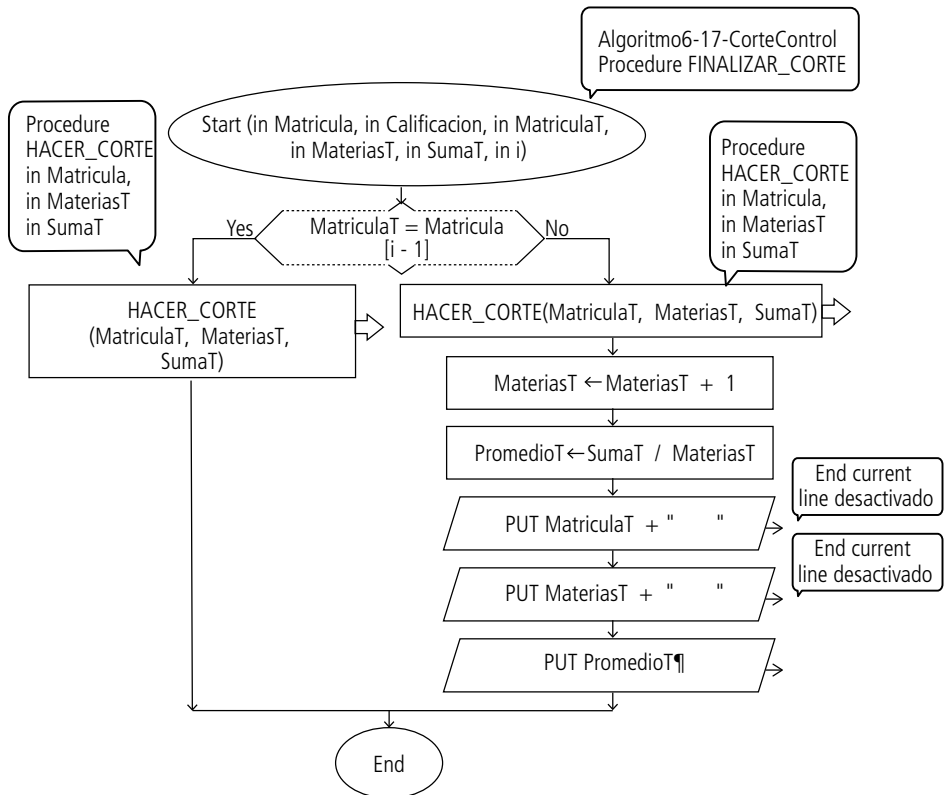 Algoritmo6-17-CorteControl
Procedure FINALIZAR_CORTE
Procedure
HACER_CORTE
in Matricula,
in MateriasT
in SumaT
Start (in Matricula, in Calificacion, in MatriculaT,
in MateriasT, in SumaT, in i)
Procedure
HACER_CORTE
in Matricula,
in MateriasT
in SumaT
Yes
MatriculaT = Matricula
[i - 1]
No
HACER_CORTE
(MatriculaT, MateriasT,
SumaT)
HACER_CORTE(MatriculaT, MateriasT, SumaT)
MateriasT ← MateriasT + 1
PromedioT←SumaT / MateriasT
End current
line desactivado
PUT MatriculaT + "     "
End current
line desactivado
PUT MateriasT + "     "
PUT PromedioT¶
End